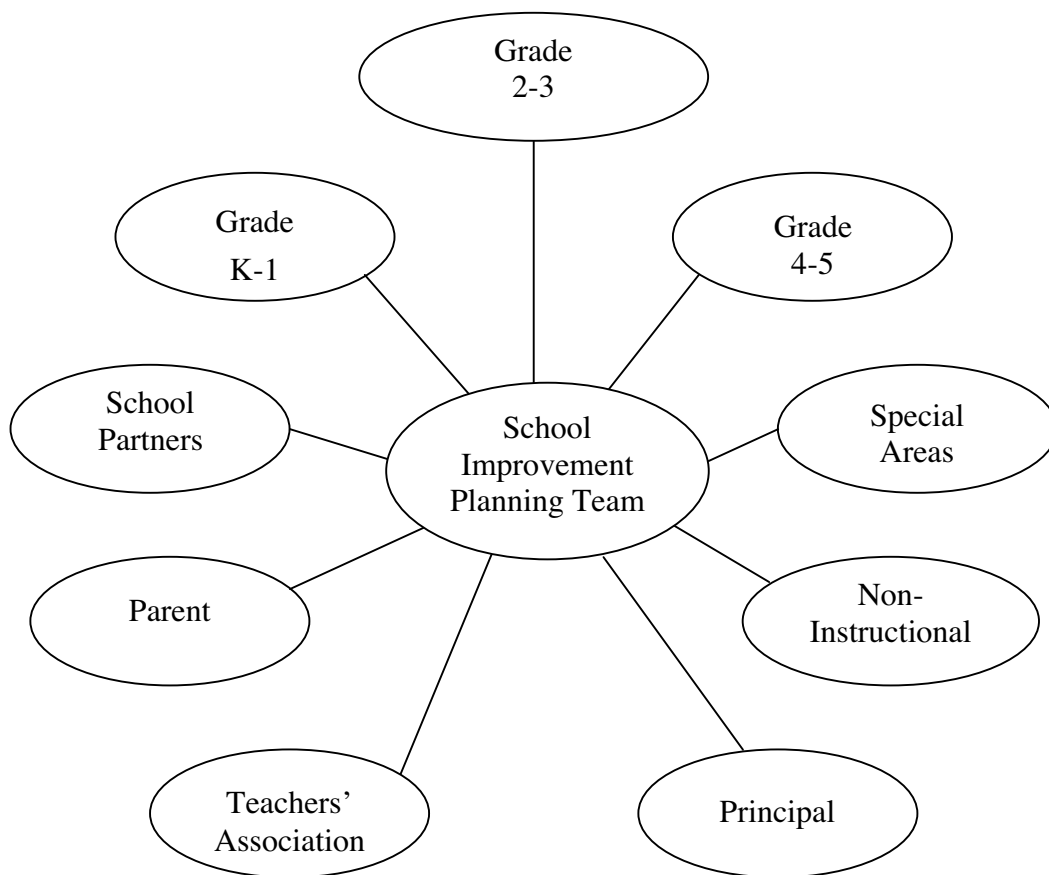 Grade
2-3
Grade
K-1
Grade
4-5
School
Partners
School
Improvement
Planning Team
Special
Areas
Parent
Non-
Instructional
Teachers’
Association
Principal